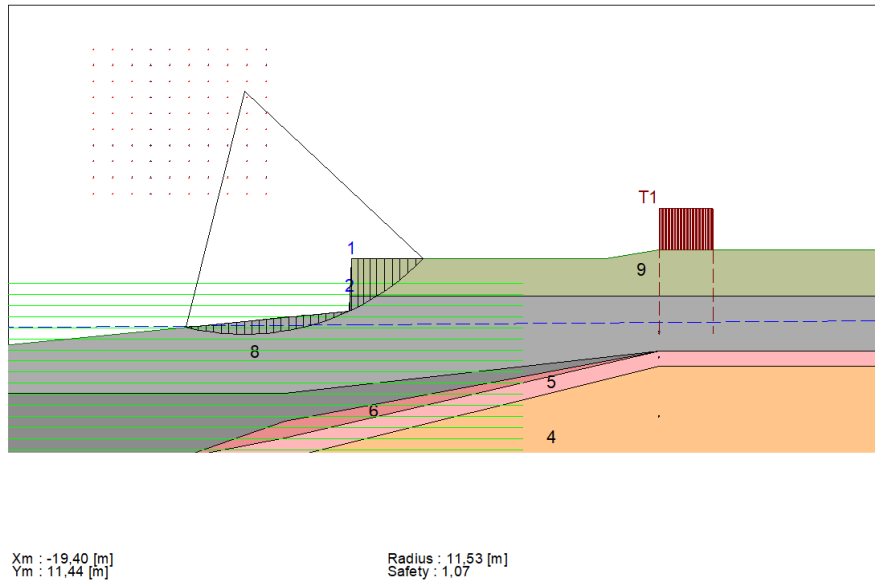 T1
1
9
2
8
5
6
4
Xm : -19,40 [m]
Ym : 11,44 [m]
Radius : 11,53 [m]
Safety : 1,07